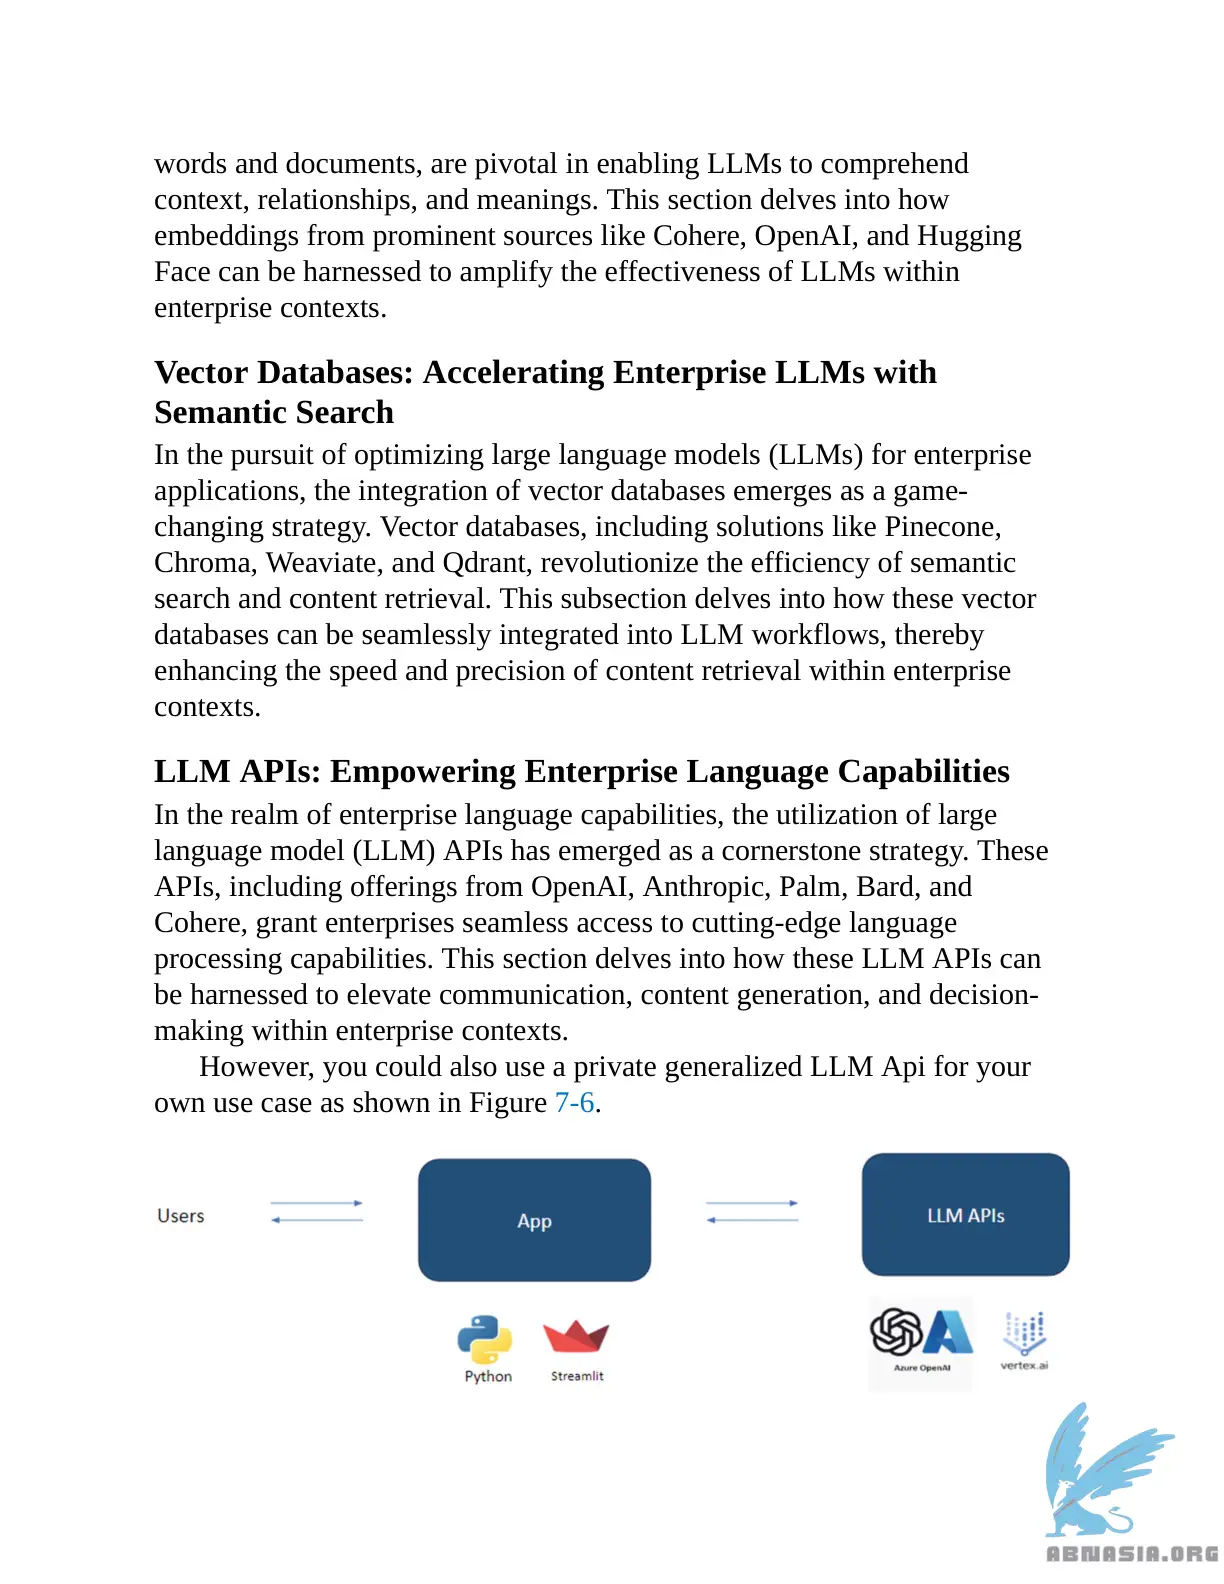 words and documents, are pivotal in enabling LLMs to comprehend
context, relationships, and meanings. This section delves into how
embeddings from prominent sources like Cohere, OpenAI, and Hugging
Face can be harnessed to amplify the effectiveness of LLMs within
enterprise contexts.
Vector Databases: Accelerating Enterprise LLMs with
Semantic Search
In the pursuit of optimizing large language models (LLMs) for enterprise
applications, the integration of vector databases emerges as a game-
changing strategy. Vector databases, including solutions like Pinecone,
Chroma, Weaviate, and Qdrant, revolutionize the efficiency of semantic
search and content retrieval. This subsection delves into how these vector
databases can be seamlessly integrated into LLM workflows, thereby
enhancing the speed and precision of content retrieval within enterprise
contexts.
LLM APIs: Empowering Enterprise Language Capabilities
In the realm of enterprise language capabilities, the utilization of large
language model (LLM) APIs has emerged as a cornerstone strategy. These
APIs, including offerings from OpenAI, Anthropic, Palm, Bard, and
Cohere, grant enterprises seamless access to cutting-edge language
processing capabilities. This section delves into how these LLM APIs can
be harnessed to elevate communication, content generation, and decision-
making within enterprise contexts.
However, you could also use a private generalized LLM Api for your
own use case as shown in Figure 7-6.
Users
App
LLM APIs
Python
Streamlit
Azure OpenAI
vertex.ai
ABNASIA.ORG